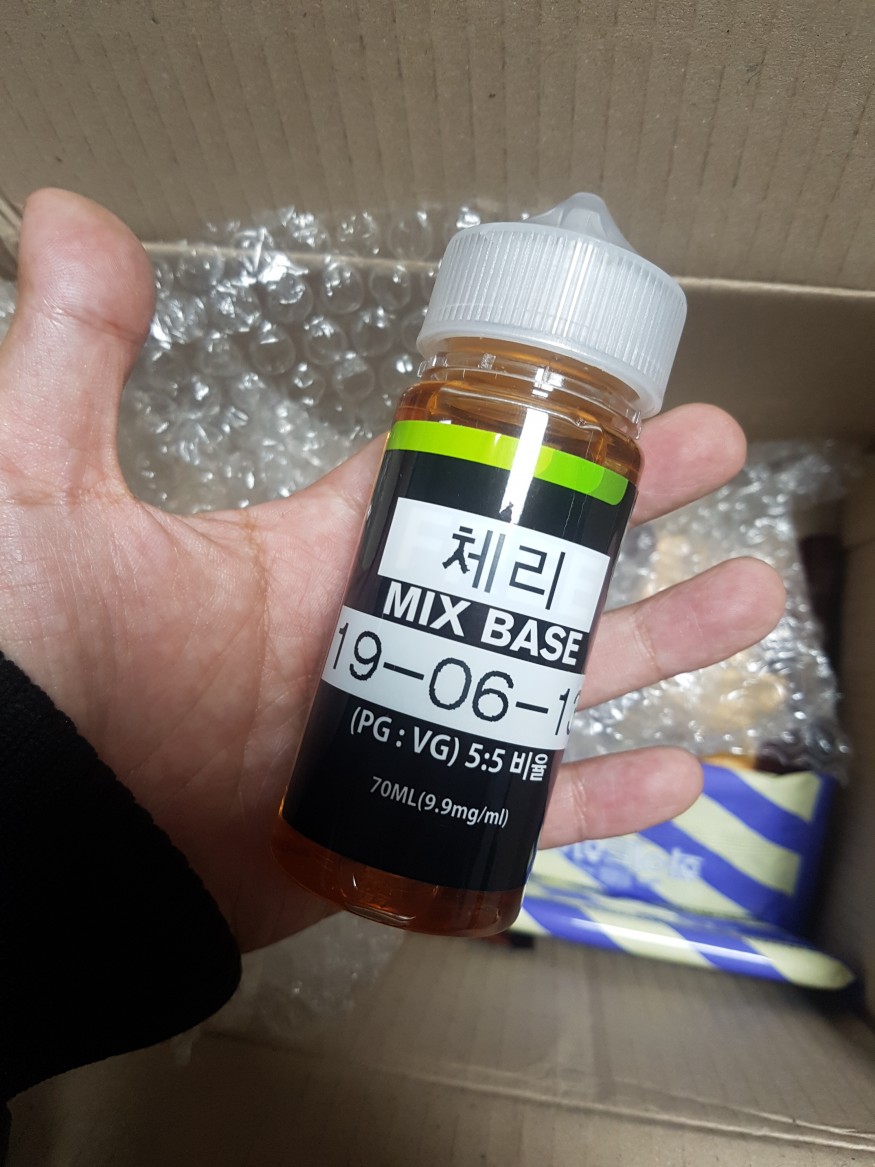 체리
MIX BASE
19-06-1
(PG : VG) 5:5 비율
70ML(9.9mg/ml)